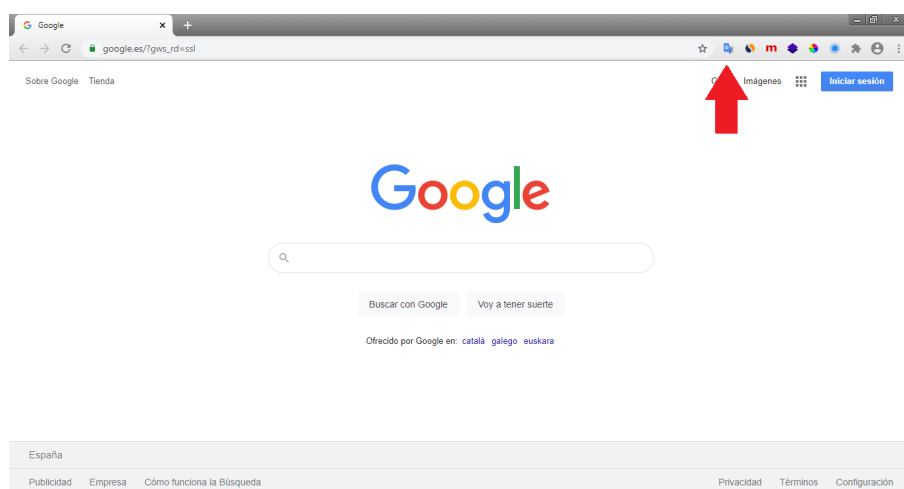 Google
google.es/?gws_rd=ssl
Sobre Google Tienda
Imágenes Iniciar sesión
Google
Buscar con Google Voy a tener suerte
Ofrecido por Google en: català galego euskara
España
Publicidad Empresa Cómo funciona la Búsqueda
Privacidad Términos Configuración